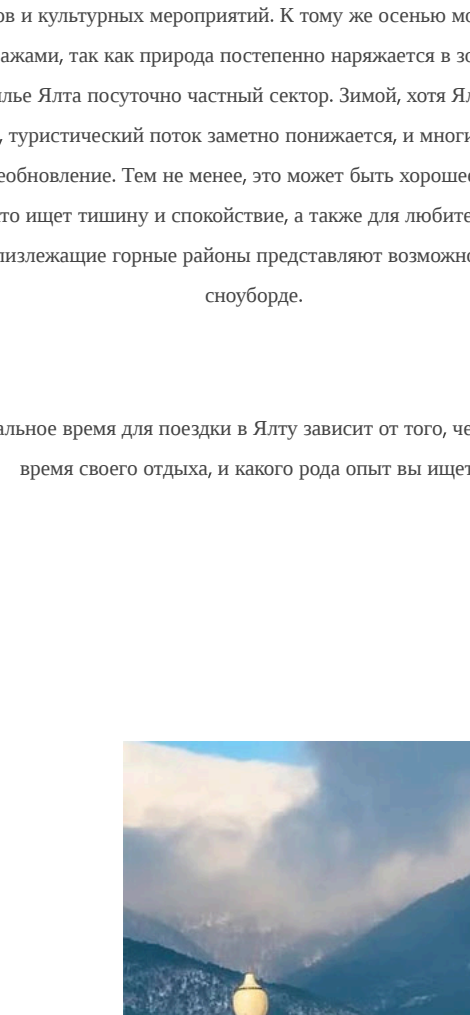 ов и культурных мероприятий. К тому же осенью мо
ажами, так как природа постепенно наряжается в зо
лье Ялта посуточно частный сектор. Зимой, хотя Ял
, туристический поток заметно понижается, и многи
еобновление. Тем не менее, это может быть хорошес
то ищет тишину и спокойствие, а также для любите
лизлежащие горные районы представляют возможно
сноуборде.
альное время для поездки в Ялту зависит от того, че
время своего отдыха, и какого рода опыт вы ищет